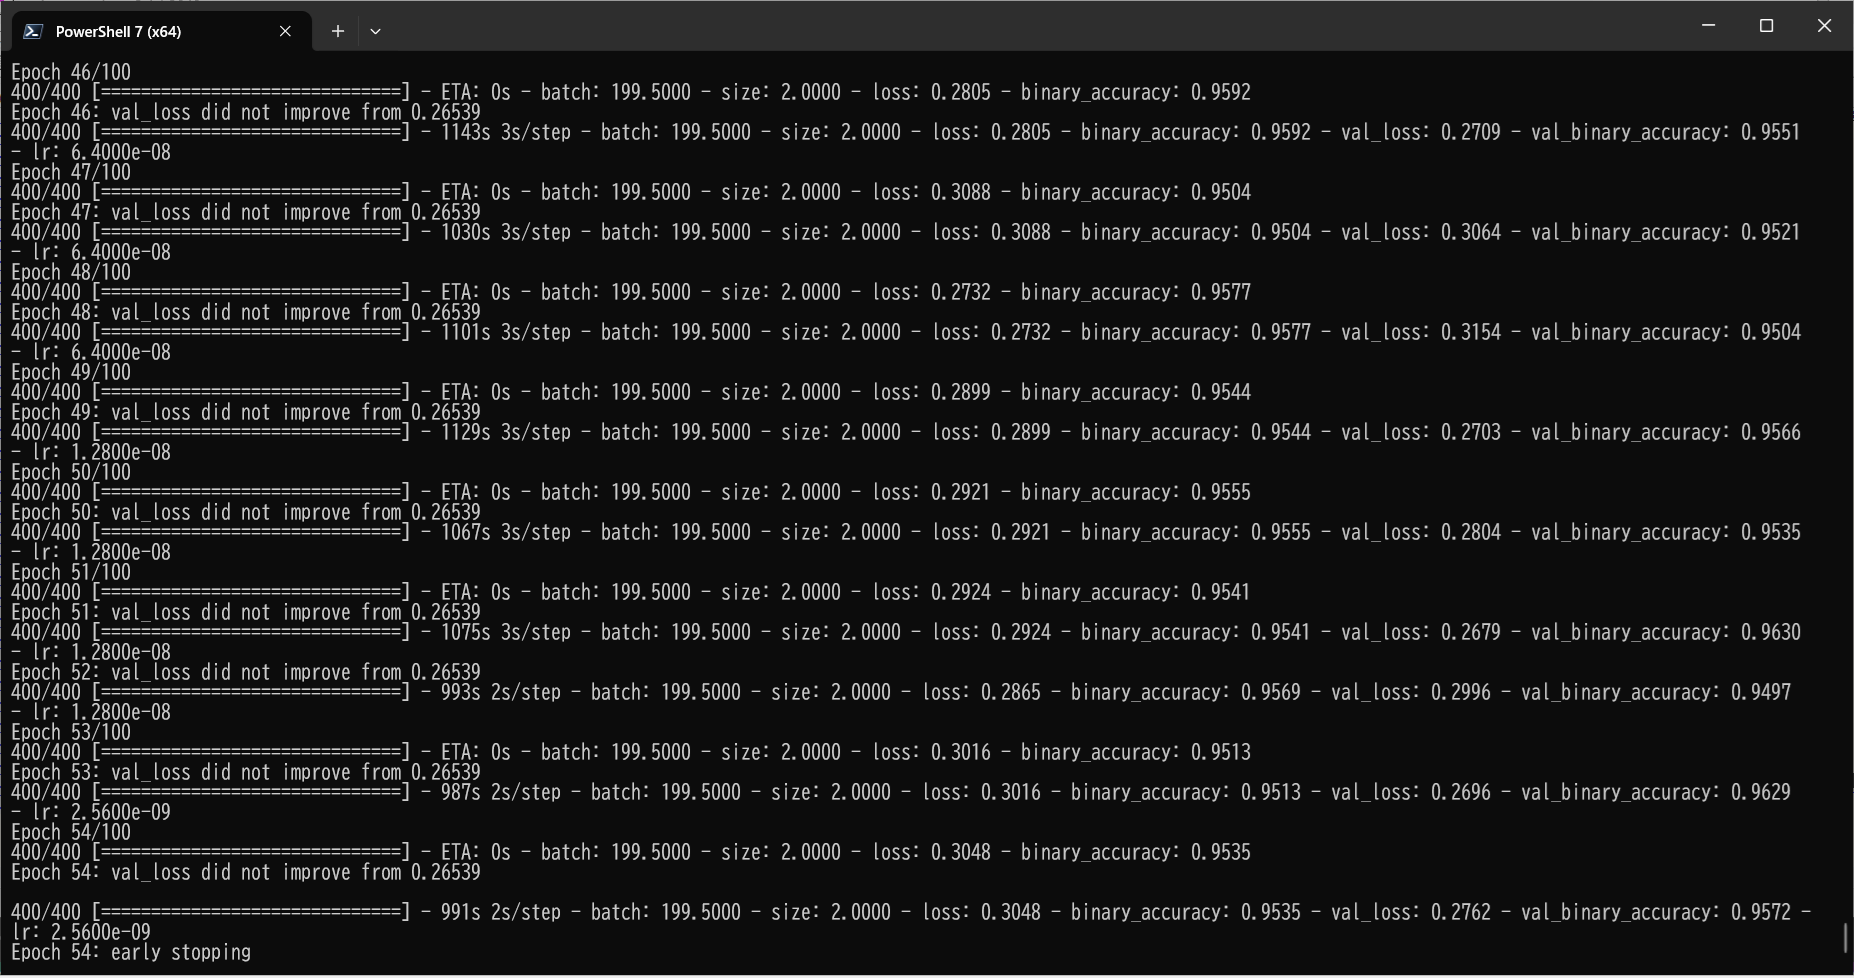 PowerShell 7 (x64)
Epoch 46/100
400/400 [==============================] - ETA: 0s - batch: 199.5000 - size: 2.0000 - loss: 0.2805 - binary_accuracy: 0.9592
Epoch 46: val_loss did not improve from 0.26539
400/400 [==============================] - 1143s 3s/step - batch: 199.5000 - size: 2.0000 - loss: 0.2805 - binary_accuracy: 0.9592 - val_loss: 0.2709 - val_binary_accuracy: 0.9551
- lr: 6.4000e-08
Epoch 47/100
400/400 [==============================] - ETA: 0s - batch: 199.5000 - size: 2.0000 - loss: 0.3088 - binary_accuracy: 0.9504
Epoch 47: val_loss did not improve from 0.26539
400/400 [==============================] - 1030s 3s/step - batch: 199.5000 - size: 2.0000 - loss: 0.3088 - binary_accuracy: 0.9504 - val_loss: 0.3064 - val_binary_accuracy: 0.9521
- lr: 6.4000e-08
Epoch 48/100
400/400 [==============================] - ETA: 0s - batch: 199.5000 - size: 2.0000 - loss: 0.2732 - binary_accuracy: 0.9577
Epoch 48: val_loss did not improve from 0.26539
400/400 [==============================] - 1101s 3s/step - batch: 199.5000 - size: 2.0000 - loss: 0.2732 - binary_accuracy: 0.9577 - val_loss: 0.3154 - val_binary_accuracy: 0.9504
- lr: 6.4000e-08
Epoch 49/100
400/400 [==============================] - ETA: 0s - batch: 199.5000 - size: 2.0000 - loss: 0.2899 - binary_accuracy: 0.9544
Epoch 49: val_loss did not improve from 0.26539
400/400 [==============================] - 1129s 3s/step - batch: 199.5000 - size: 2.0000 - loss: 0.2899 - binary_accuracy: 0.9544 - val_loss: 0.2703 - val_binary_accuracy: 0.9566
- lr: 1.2800e-08
Epoch 50/100
400/400 [==============================] - ETA: 0s - batch: 199.5000 - size: 2.0000 - loss: 0.2921 - binary_accuracy: 0.9555
Epoch 50: val_loss did not improve from 0.26539
400/400 [==============================] - 1067s 3s/step - batch: 199.5000 - size: 2.0000 - loss: 0.2921 - binary_accuracy: 0.9555 - val_loss: 0.2804 - val_binary_accuracy: 0.9535
- lr: 1.2800e-08
Epoch 51/100
400/400 [==============================] - ETA: 0s - batch: 199.5000 - size: 2.0000 - loss: 0.2924 - binary_accuracy: 0.9541
Epoch 51: val_loss did not improve from 0.26539
400/400 [==============================] - 1075s 3s/step - batch: 199.5000 - size: 2.0000 - loss: 0.2924 - binary_accuracy: 0.9541 - val_loss: 0.2679 - val_binary_accuracy: 0.9630
- lr: 1.2800e-08
Epoch 52: val_loss did not improve from 0.26539
400/400 [==============================] - 993s 2s/step - batch: 199.5000 - size: 2.0000 - loss: 0.2865 - binary_accuracy: 0.9569 - val_loss: 0.2996 - val_binary_accuracy: 0.9497
- lr: 1.2800e-08
Epoch 53/100
400/400 [==============================] - ETA: 0s - batch: 199.5000 - size: 2.0000 - loss: 0.3016 - binary_accuracy: 0.9513
Epoch 53: val_loss did not improve from 0.26539
400/400 [==============================] - 987s 2s/step - batch: 199.5000 - size: 2.0000 - loss: 0.3016 - binary_accuracy: 0.9513 - val_loss: 0.2696 - val_binary_accuracy: 0.9629
- lr: 2.5600e-09
Epoch 54/100
400/400 [==============================] - ETA: 0s - batch: 199.5000 - size: 2.0000 - loss: 0.3048 - binary_accuracy: 0.9535
Epoch 54: val_loss did not improve from 0.26539
400/400 [==============================] - 991s 2s/step - batch: 199.5000 - size: 2.0000 - loss: 0.3048 - binary_accuracy: 0.9535 - val_loss: 0.2762 - val_binary_accuracy: 0.9572 -
lr: 2.5600e-09
Epoch 54: early stopping